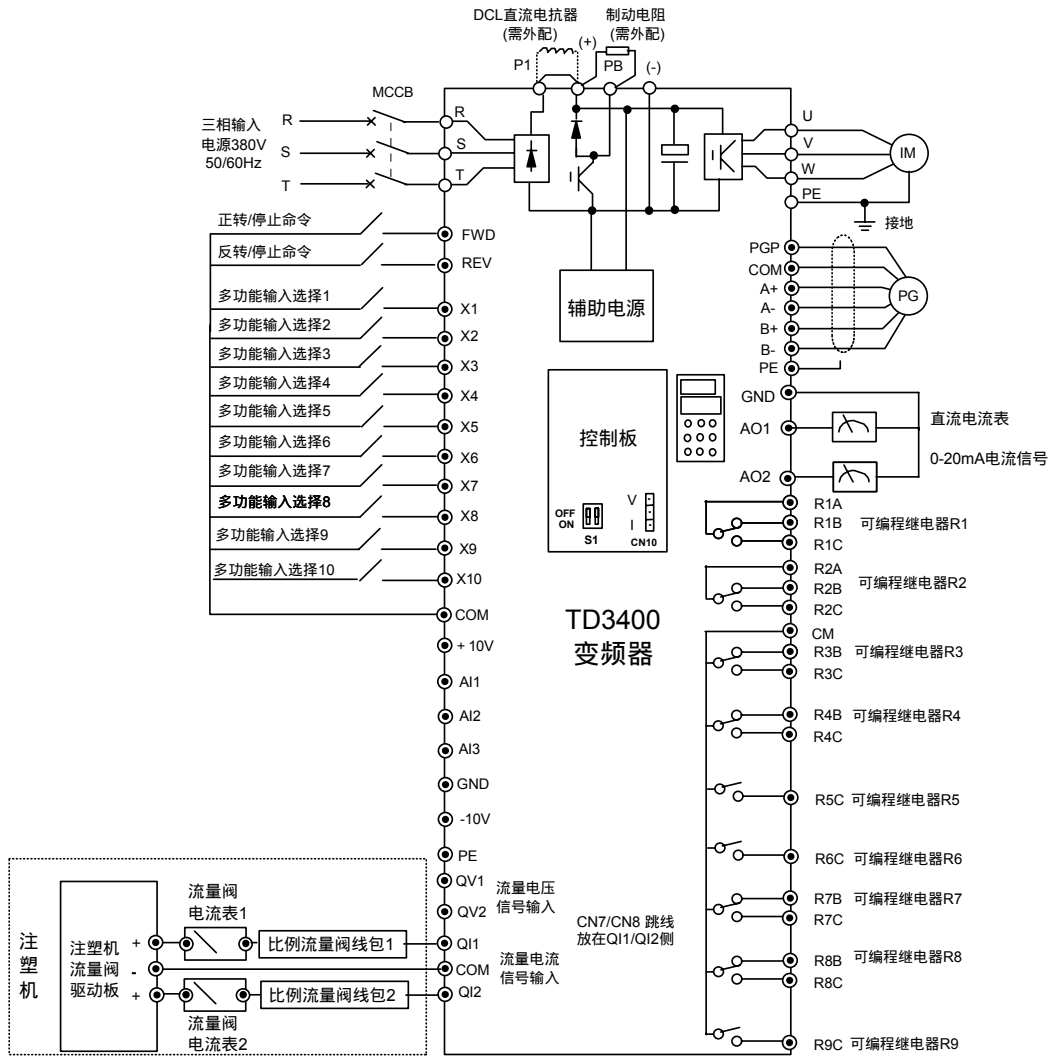 DCL直流电抗器
(需外配)
制动电阻
(需外配)
P1
(+)
PB
(-)
MCCB
三相输入
电源380V
50/60Hz
R
S
T
R
S
T
U
V
W
PE
IM
接地
正转/停止命令
FWD
反转/停止命令
REV
多功能输入选择1
X1
多功能输入选择2
X2
多功能输入选择3
X3
多功能输入选择4
X4
多功能输入选择5
X5
多功能输入选择6
X6
多功能输入选择7
X7
多功能输入选择8
X8
多功能输入选择9
X9
多功能输入选择10
X10
COM
+ 10V
AI1
AI2
AI3
GND
-10V
PE
QV1
QV2
流量电压
信号输入
QI1
COM
QI2
流量电流
信号输入
辅助电源
控制板
OFF
ON
S1
V
I
CN10
TD3400
变频器
CN7/CN8 跳线
放在QI1/QI2侧
PGP
COM
A+
A-
B+
B-
PE
PG
GND
AO1
AO2
直流电流表
0-20mA电流信号
R1A
R1B
R1C
可编程继电器R1
R2A
R2B
R2C
可编程继电器R2
CM
R3B
R3C
可编程继电器R3
R4B
R4C
可编程继电器R4
R5C
可编程继电器R5
R6C
可编程继电器R6
R7B
R7C
可编程继电器R7
R8B
R8C
可编程继电器R8
R9C
可编程继电器R9
注塑机
注塑机
流量阀
驱动板
+
-
+
流量阀
电流表1
比例流量阀线包1
比例流量阀线包2
流量阀
电流表2